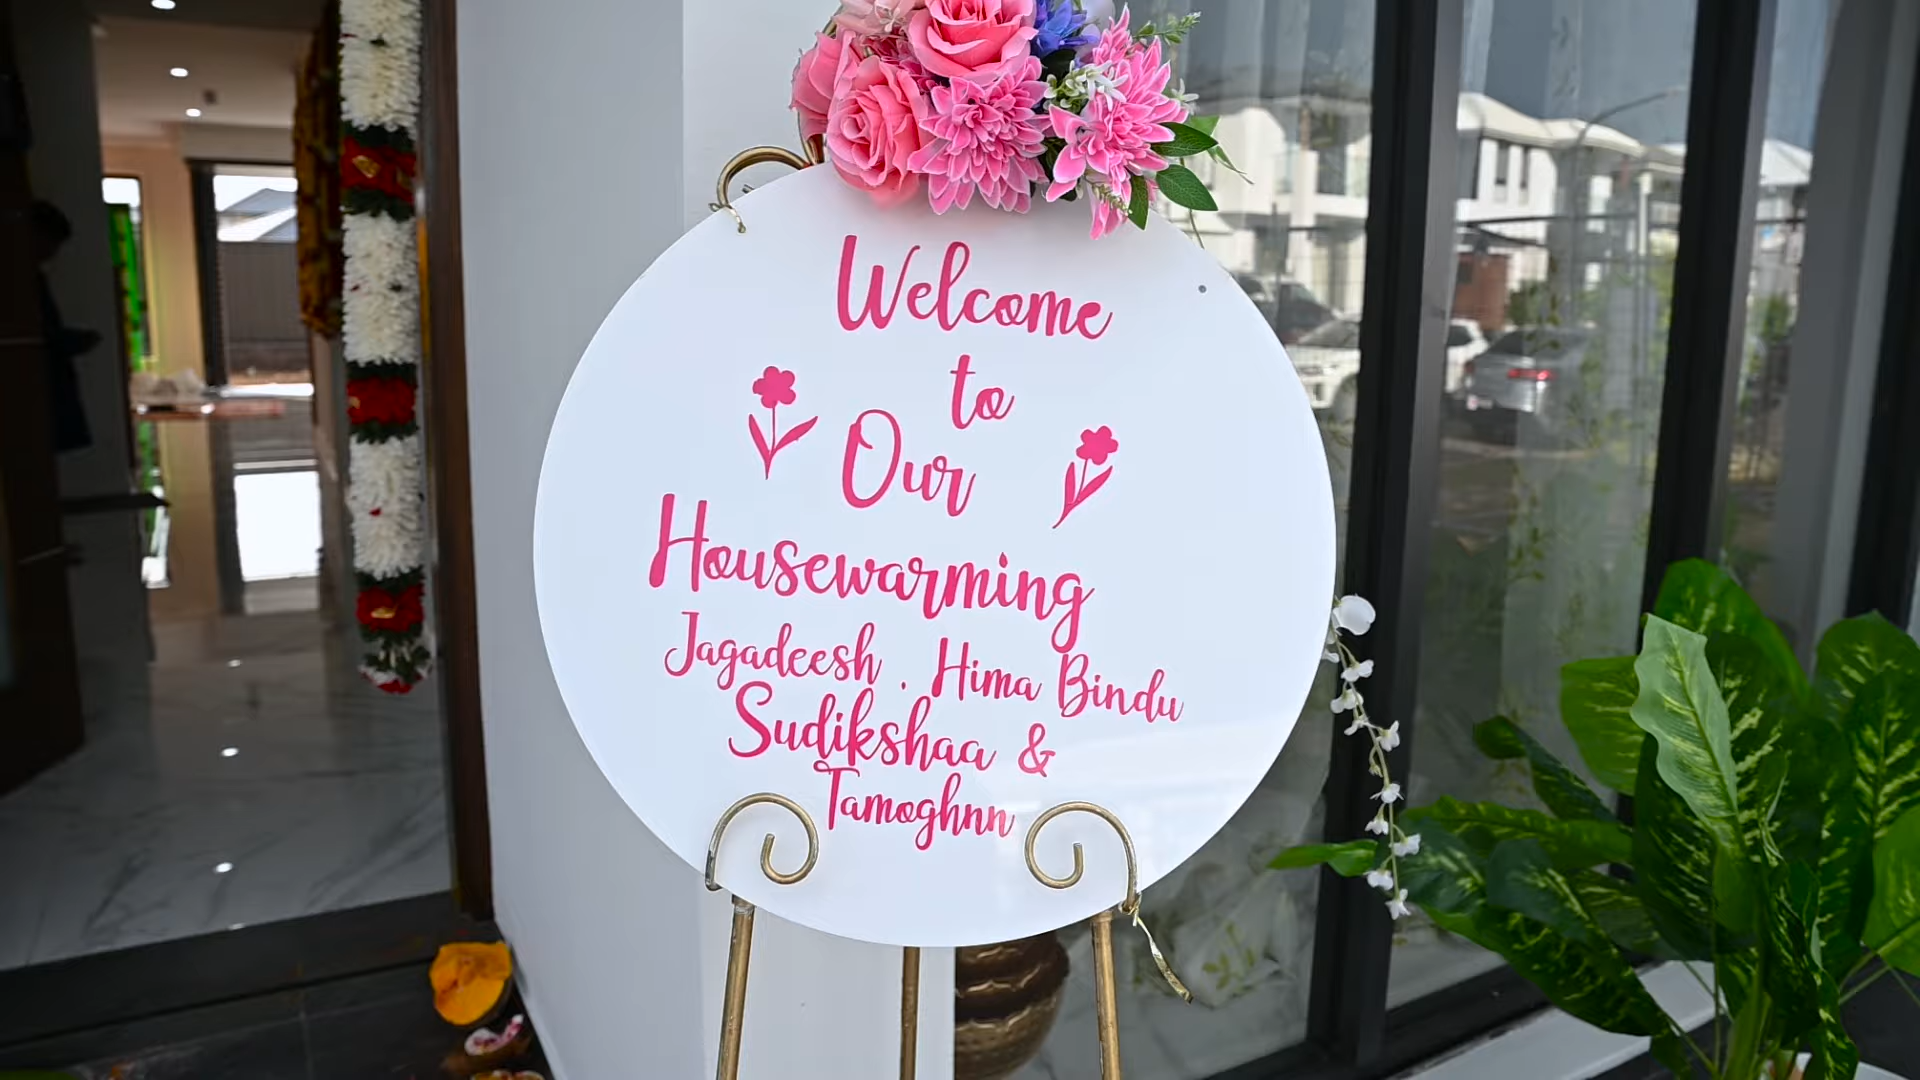 Welcome
to
Our
Housewarming
Jagadeesh . Hima Bindu
Sudikshaa &
Tamoghnn